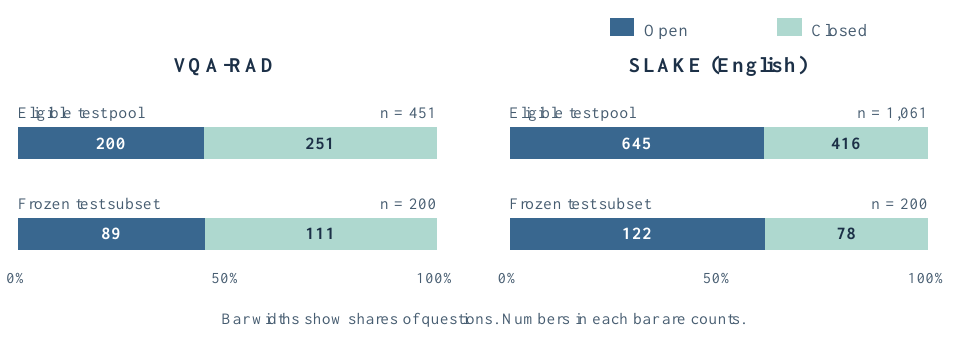 Open Closed
VQA-RAD
Eligible test pool n = 451
200 251
Frozen test subset n = 200
89 111
0% 50% 100%
SLAKE (English)
Eligible test pool n = 1,061
645 416
Frozen test subset n = 200
122 78
0% 50% 100%
Bar widths show shares of questions. Numbers in each bar are counts.